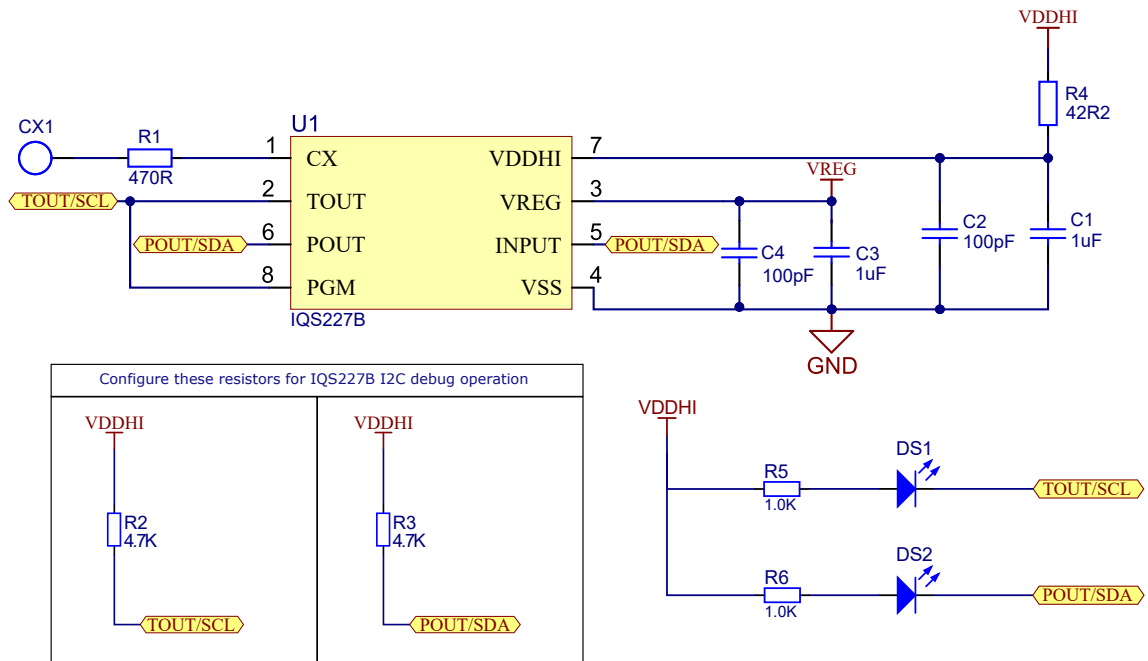 VDDHI
R4
42R2
CX1
R1
470R
U1
1
CX
VDDHI
7
TOUT/SCL
2
TOUT
VREG
3
VREG
POUT/SDA
6
POUT
INPUT
5
POUT/SDA
8
PGM
VSS
4
IQS227B
C4
100pF
C3
1uF
C2
100pF
C1
1uF
GND
Configure these resistors for IQS227B I2C debug operation
VDDHI
R2
4.7K
TOUT/SCL
VDDHI
R3
4.7K
POUT/SDA
VDDHI
R5
1.0K
DS1
TOUT/SCL
R6
1.0K
DS2
POUT/SDA